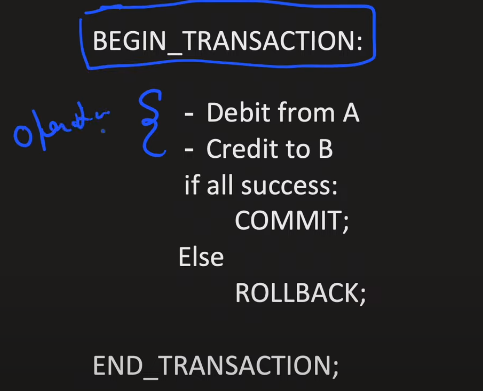 BEGIN_TRANSACTION:
- Debit from A
- Credit to B
if all success:
COMMIT;
Else
ROLLBACK;
END_TRANSACTION;